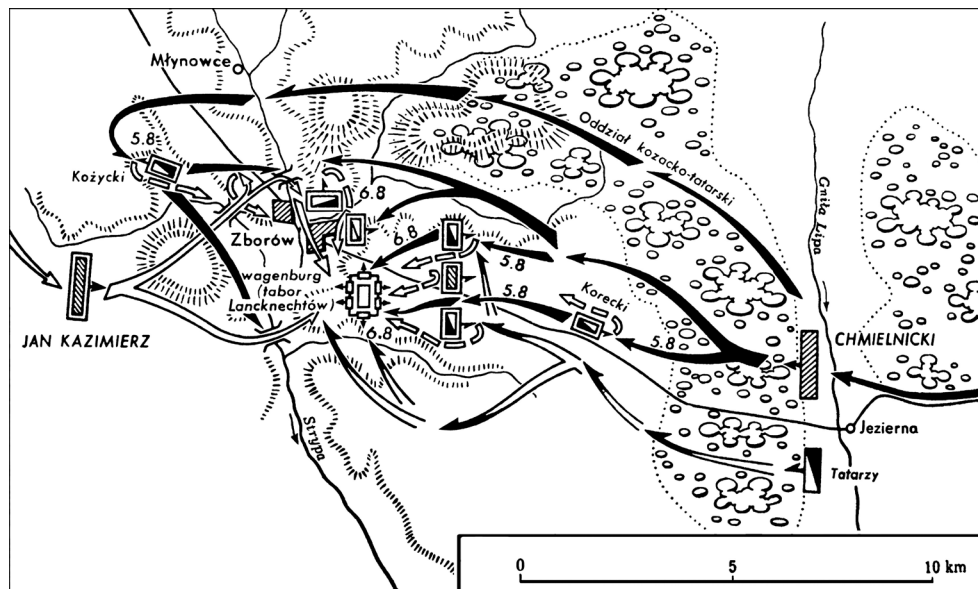 Młynowce
Oddział kozacko-tatarski
Gniła Lipa
5.8
Kożycki
6.8
Zborów
6.8
5.8
wagenburg
(tabor
Lancknechtów)
5.8
Korecki
JAN KAZIMIERZ
6.8
5.8
CHMIELNICKI
Strypa
Jezierna
Tatarzy
0
5
10 km